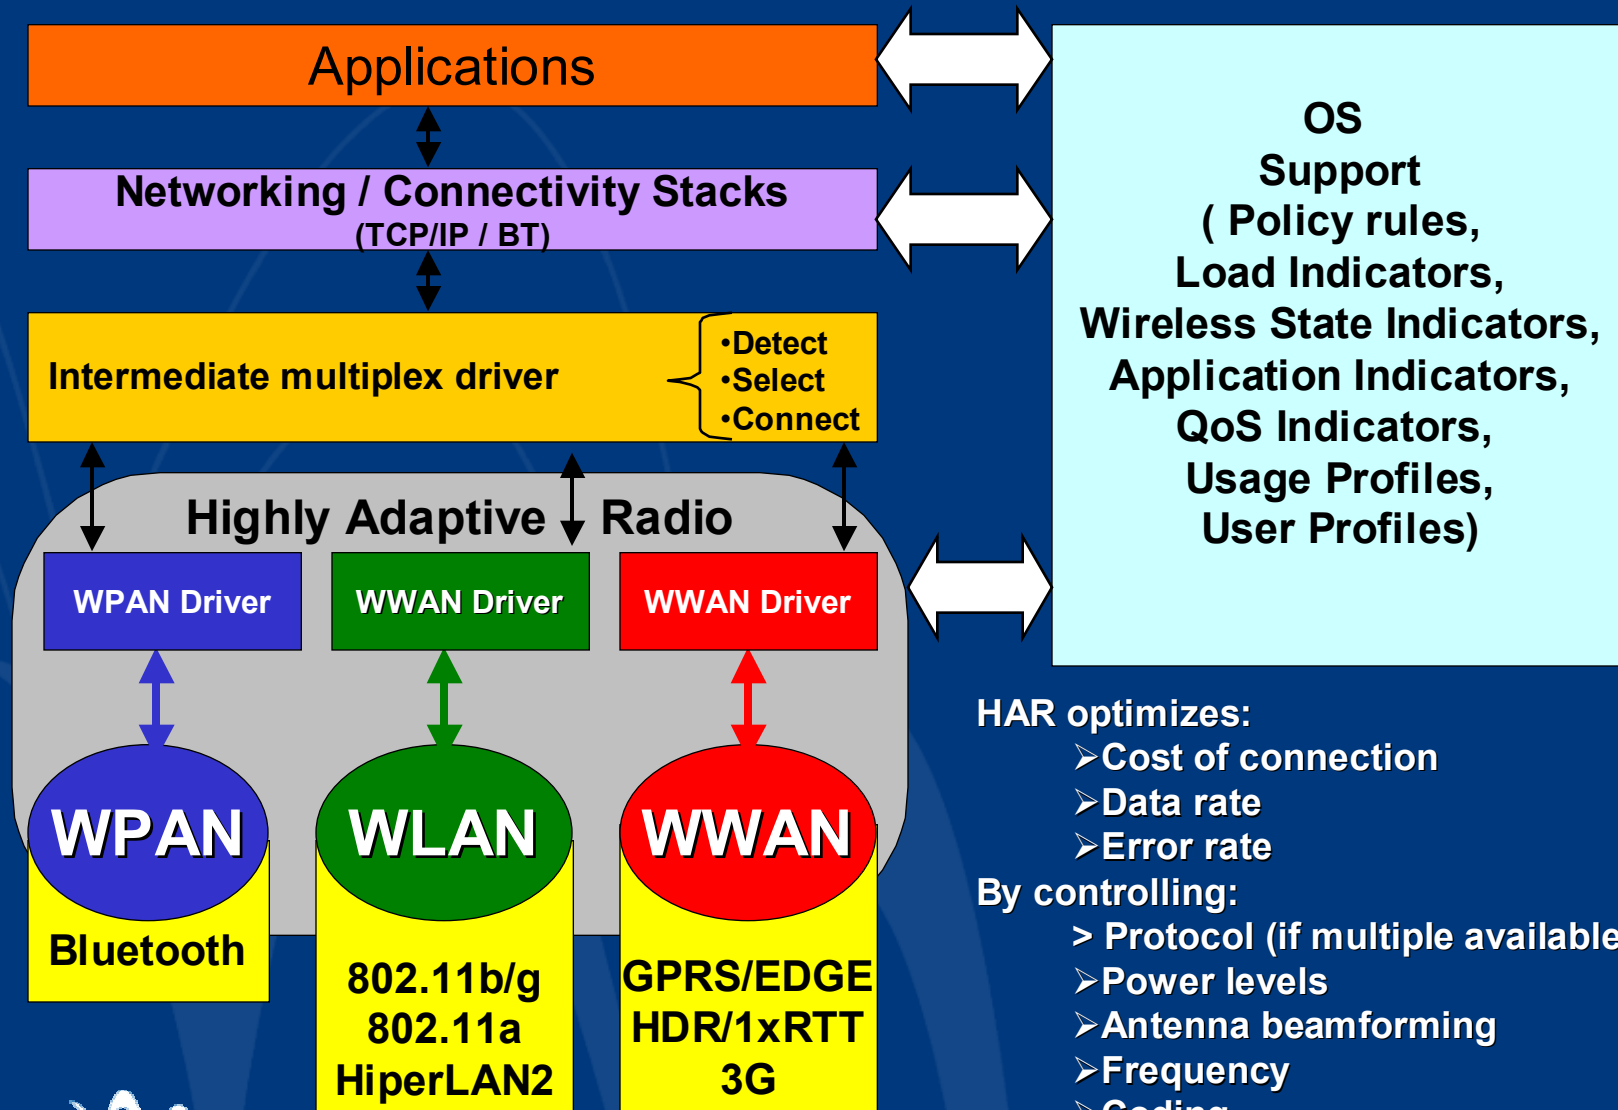 Applications
Networking / Connectivity Stacks
(TCP/IP / BT)
Intermediate multiplex driver
•Detect
•Select
•Connect
Highly Adaptive Radio
WPAN Driver
WWAN Driver
WWAN Driver
WPAN
WLAN
WWAN
Bluetooth
802.11b/g
802.11a
HiperLAN2
GPRS/EDGE
HDR/1xRTT
3G
OS
Support
( Policy rules,
Load Indicators,
Wireless State Indicators,
Application Indicators,
QoS Indicators,
Usage Profiles,
User Profiles)
HAR optimizes:
➢Cost of connection
➢Data rate
➢Error rate
By controlling:
> Protocol (if multiple available
➢Power levels
➢Antenna beamforming
➢Frequency
➢Coding